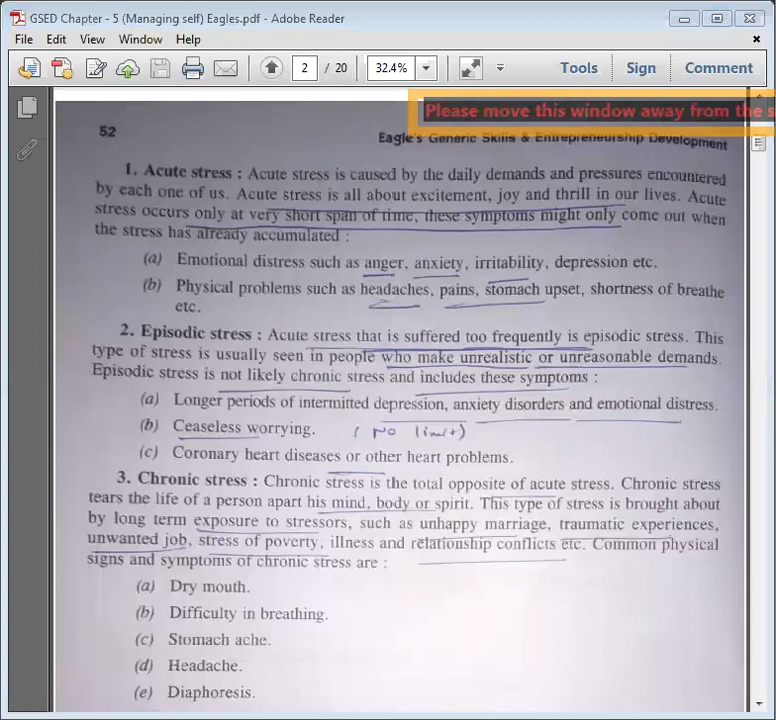 GSED Chapter - 5 (Managing self) Eagles.pdf - Adobe Reader
File Edit View Window Help
2 / 20 32.4% Tools Sign Comment
Please move this window away from the s
52
Eagle's Generic Skills & Entrepreneurship Development
1. Acute stress : Acute stress is caused by the daily demands and pressures encountered
by each one of us. Acute stress is all about excitement, joy and thrill in our lives. Acute
stress occurs only at very short span of time, these symptoms might only come out when
the stress has already accumulated :
(a) Emotional distress such as anger, anxiety, irritability, depression etc.
(b) Physical problems such as headaches, pains, stomach upset, shortness of breathe
etc.
2. Episodic stress : Acute stress that is suffered too frequently is episodic stress. This
type of stress is usually seen in people who make unrealistic or unreasonable demands.
Episodic stress is not likely chronic stress and includes these symptoms :
(a) Longer periods of intermitted depression, anxiety disorders and emotional distress.
(b) Ceaseless worrying. ( No limit)
(c) Coronary heart diseases or other heart problems.
3. Chronic stress : Chronic stress is the total opposite of acute stress. Chronic stress
tears the life of a person apart his mind, body or spirit. This type of stress is brought about
by long term exposure to stressors, such as unhappy marriage, traumatic experiences,
unwanted job, stress of poverty, illness and relationship conflicts etc. Common physical
signs and symptoms of chronic stress are :
(a) Dry mouth.
(b) Difficulty in breathing.
(c) Stomach ache.
(d) Headache.
(e) Diaphoresis.